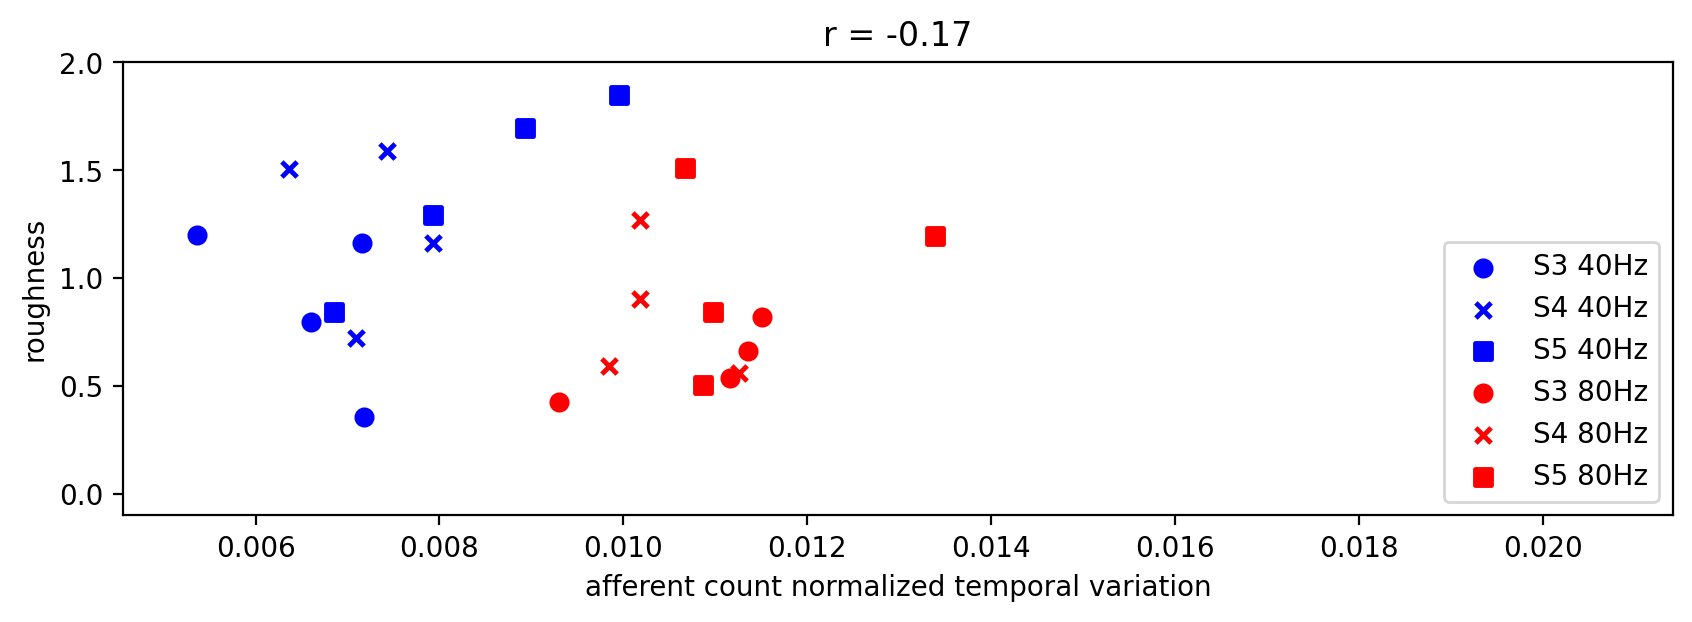 r = -0.17
2.0
1.5
1.0
0.5
0.0
roughness
S3 40Hz
S4 40Hz
S5 40Hz
S3 80Hz
S4 80Hz
S5 80Hz
0.006 0.008 0.010 0.012 0.014 0.016 0.018 0.020
afferent count normalized temporal variation